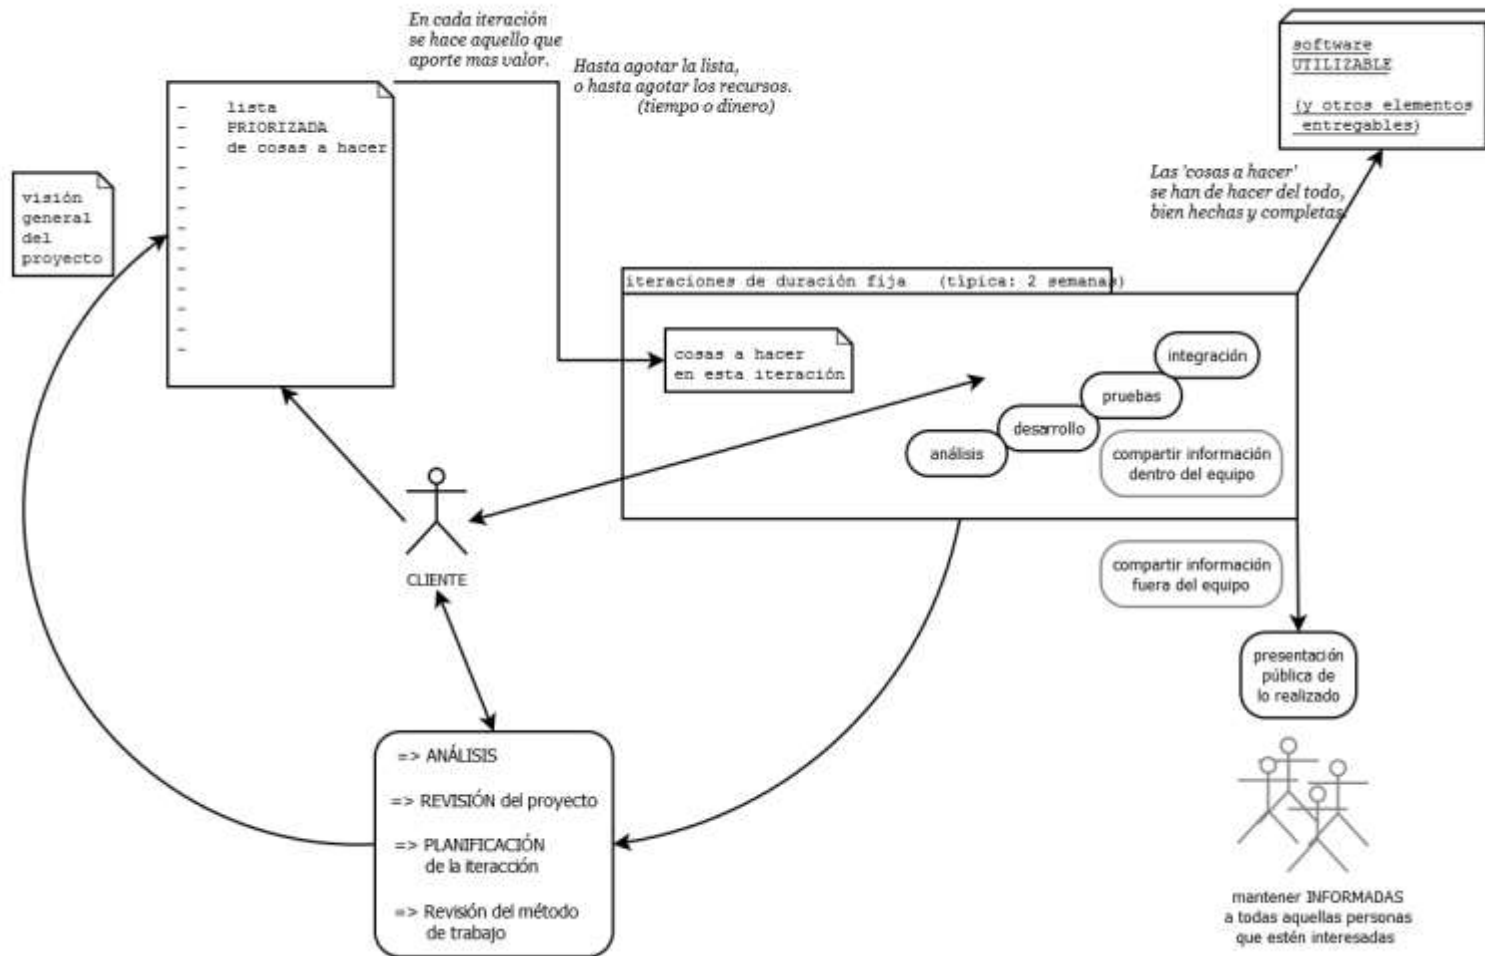 En cada iteración
se hace aquello que
aporte mas valor.
Hasta agotar la lista,
o hasta agotar los recursos.
(tiempo o dinero)
software
UTILIZABLE
(y otros elementos
entregables)
- lista
- PRIORIZADA
- de cosas a hacer
-
-
-
-
-
-
-
-
-
-
visión
general
del
proyecto
Las 'cosas a hacer'
se han de hacer del todo,
bien hechas y completas.
iteraciones de duración fija (típica: 2 semanas)
cosas a hacer
en esta iteración
integración
pruebas
desarrollo
análisis
compartir información
dentro del equipo
CLIENTE
compartir información
fuera del equipo
presentación
pública de
lo realizado
=> ANÁLISIS
=> REVISIÓN del proyecto
=> PLANIFICACIÓN
de la iteracción
=> Revisión del método
de trabajo
mantener INFORMADAS
a todas aquellas personas
que estén interesadas